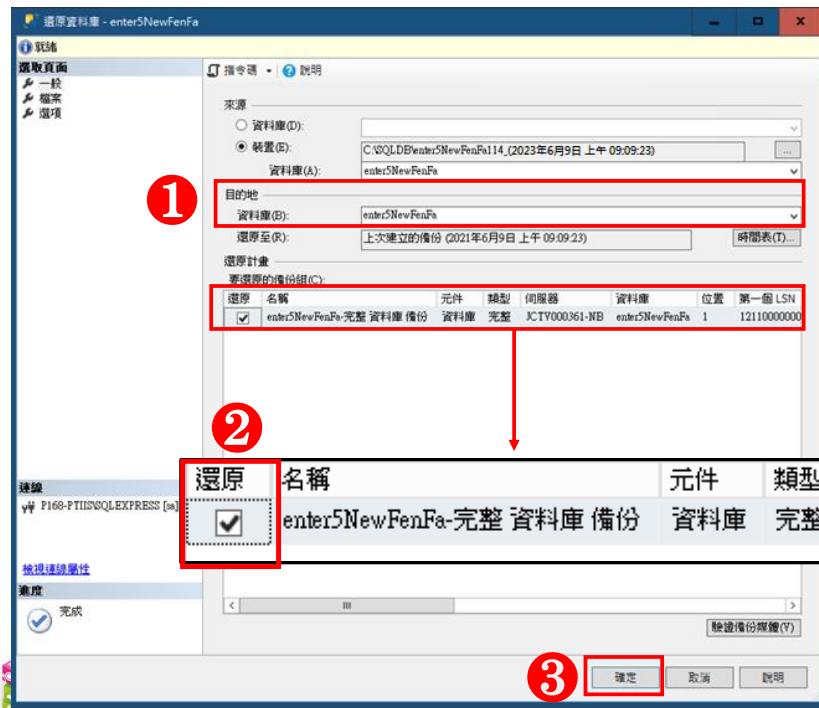 還原資料庫 - enter5NewFenFa
就緒
選取頁面
一般
檔案
選項
指令碼 說明
來源
資料庫(D):
裝置(E): C:\SQLDB\enter5NewFenFa114_(2023年6月9日 上午 09:09:23) ...
資料庫(A): enter5NewFenFa
1
目的地
資料庫(B): enter5NewFenFa
還原至(R): 上次建立的備份 (2021年6月9日 上午 09:09:23) 時間表(T)...
還原計畫
要還原的備份組(C):
還原 名稱 元件 類型 伺服器 資料庫 位置 第一個 LSN
enter5NewFenFa-完整 資料庫 備份 資料庫 完整 JCTV000361-NB enter5NewFenFa 1 12110000000
2
還原 名稱 元件 類型
enter5NewFenFa-完整 資料庫 備份 資料庫 完整
連線
P168-PTIIS\SQLEXPRESS [sa]
檢視連線屬性
進度
完成
驗證備份媒體(V)
3
確定 取消 說明